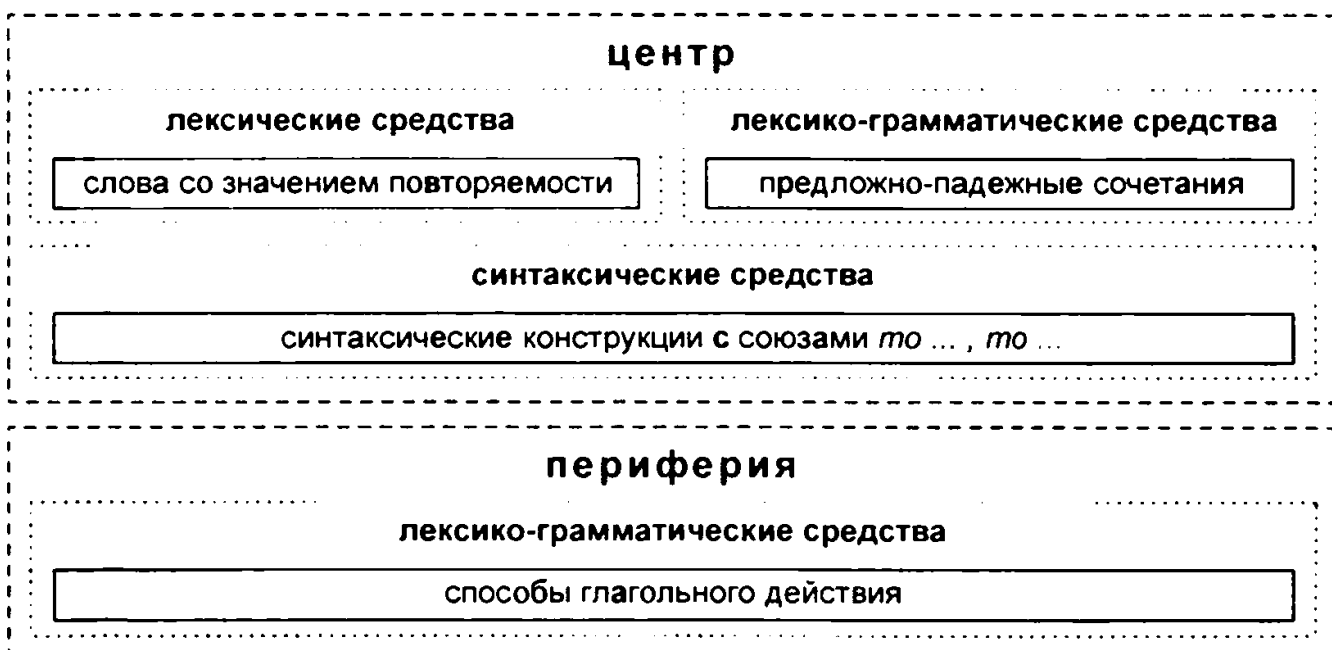 центр
лексические средства
лексико-грамматические средства
слова со значением повторяемости
предложно-падежные сочетания
синтаксические средства
синтаксические конструкции с союзами то ... , то ...
периферия
лексико-грамматические средства
способы глагольного действия